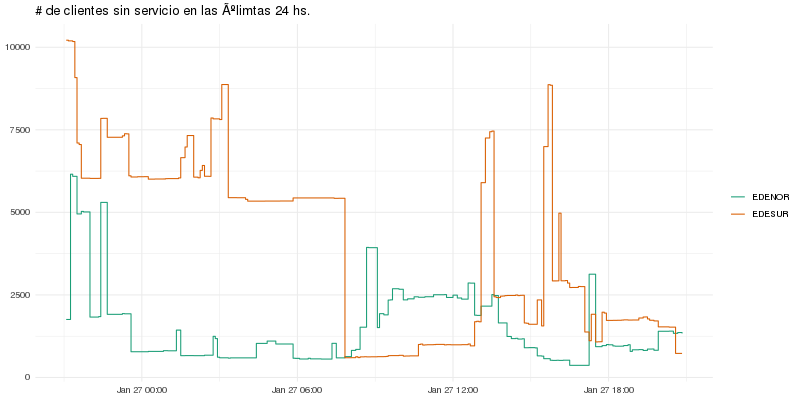 # de clientes sin servicio en las Ãºlimtas 24 hs.
10000
7500
5000
2500
0
Jan 27 00:00
Jan 27 06:00
Jan 27 12:00
Jan 27 18:00
EDENOR
EDESUR